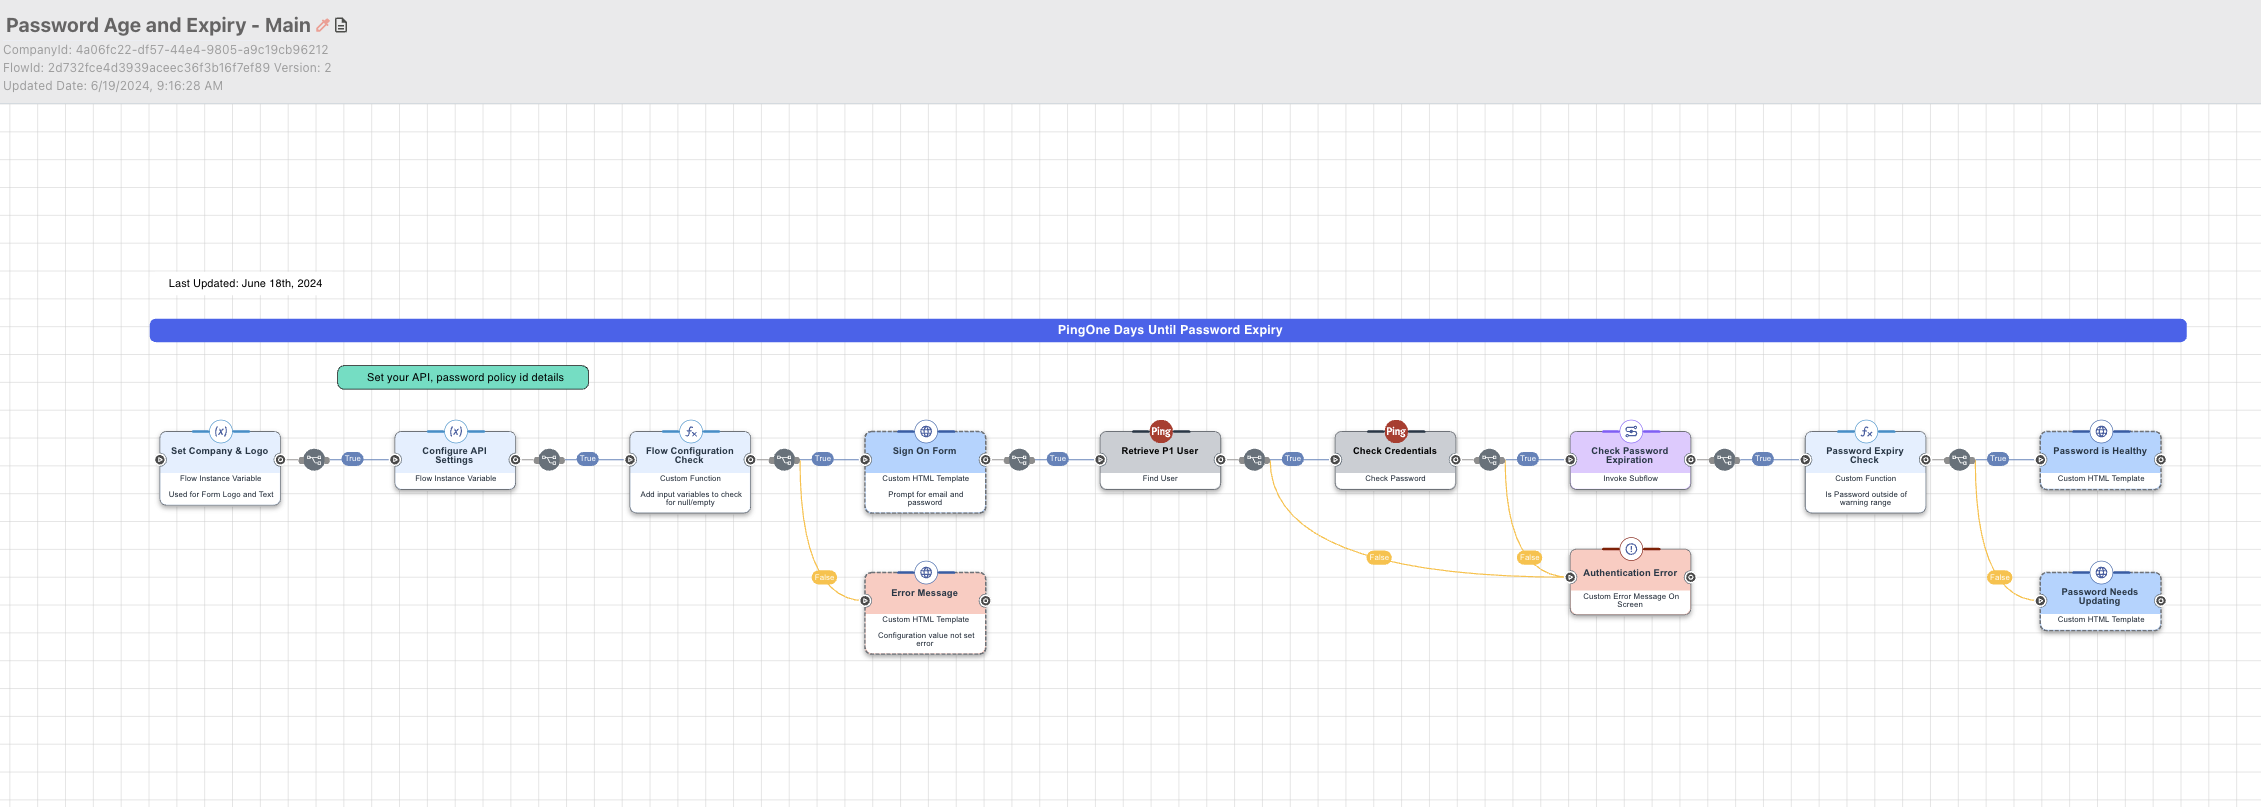 Password Age and Expiry - Main
CompanyId: 4a06fc22-df57-44e4-9805-a9c19cb96212
FlowId: 2d732fce4d3939aceec36f3b16f7ef89 Version: 2
Updated Date: 6/19/2024, 9:16:28 AM
Last Updated: June 18th, 2024
PingOne Days Until Password Expiry
Set your API, password policy id details
(x)
Set Company & Logo
Flow Instance Variable
Used for Form Logo and Text
True
(x)
Configure API
Settings
Flow Instance Variable
True
fx
Flow Configuration
Check
Custom Function
Add input variables to check
for null/empty
True
False
Sign On Form
Custom HTML Template
Prompt for email and
password
True
Error Message
Custom HTML Template
Configuration value not set
error
Ping
Retrieve P1 User
Find User
True
False
Ping
Check Credentials
Check Password
True
False
Check Password
Expiration
Invoke Subflow
True
Authentication Error
Custom Error Message On
Screen
fx
Password Expiry
Check
Custom Function
Is Password outside of
warning range
True
False
Password is Healthy
Custom HTML Template
Password Needs
Updating
Custom HTML Template